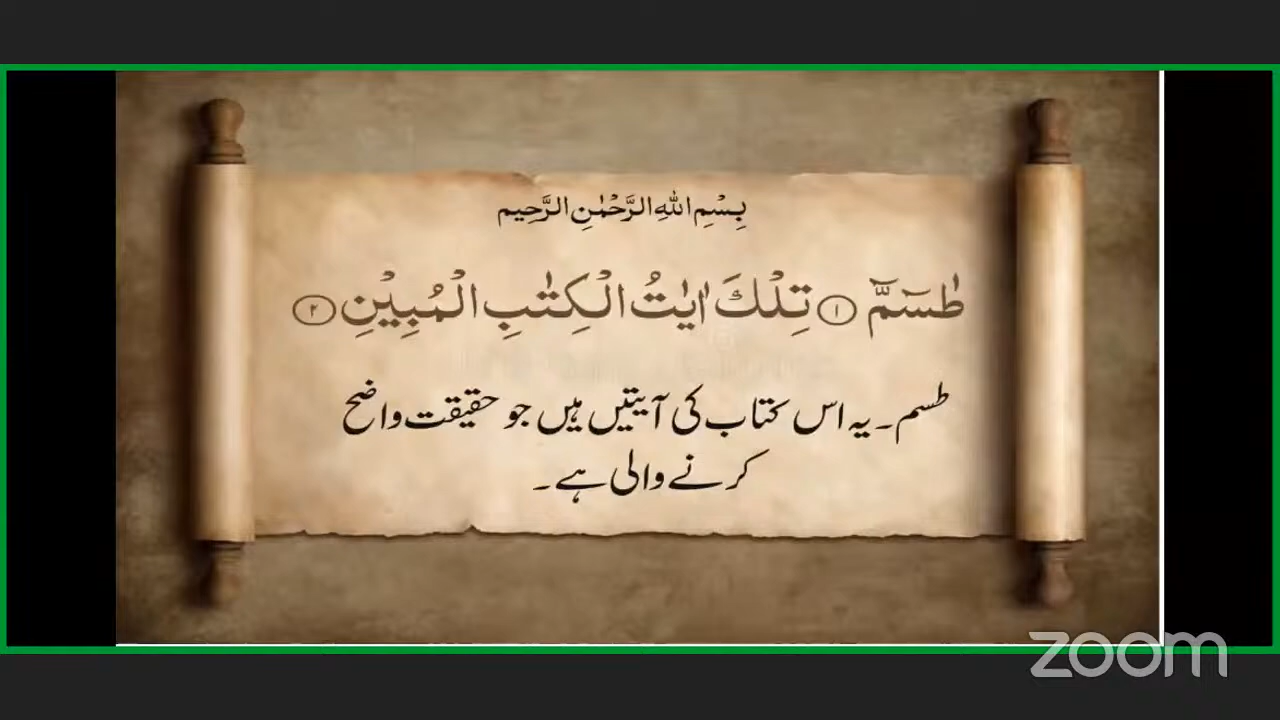 بِسْمِ اللهِ الرَّحْمٰنِ الرَّحِيْمِ
طٰسٓمّٓ ﴿۱﴾ تِلْكَ اٰيٰتُ الْكِتٰبِ الْمُبِيْنِ ﴿۲﴾
طسم۔ یہ اس کتاب کی آیتیں ہیں جو حقیقت واضح
کرنے والی ہے۔
zoom